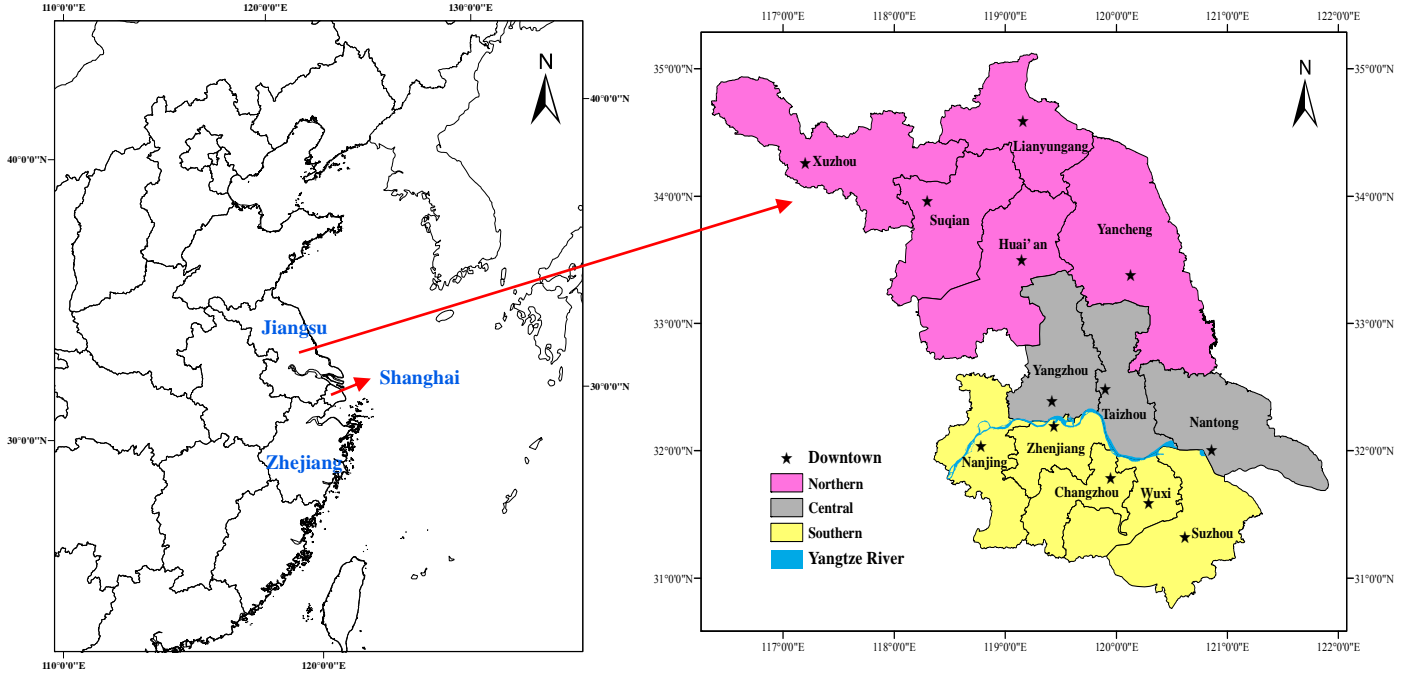 110°0'0"E
120°0'0"E
130°0'0"E
N
40°0'0"N
40°0'0"N
Jiangsu
Shanghai
30°0'0"N
30°0'0"N
Zhejiang
110°0'0"E
120°0'0"E
117°0'0"E
118°0'0"E
119°0'0"E
120°0'0"E
121°0'0"E
122°0'0"E
N
35°0'0"N
35°0'0"N
Lianyungang
Xuzhou
34°0'0"N
34°0'0"N
Suqian
Yancheng
Huai' an
33°0'0"N
33°0'0"N
Yangzhou
Taizhou
Nantong
32°0'0"N
32°0'0"N
Zhenjiang
Nanjing
Changzhou
Wuxi
Suzhou
31°0'0"N
31°0'0"N
Downtown
Northern
Central
Southern
Yangtze River
117°0'0"E
118°0'0"E
119°0'0"E
120°0'0"E
121°0'0"E
122°0'0"E